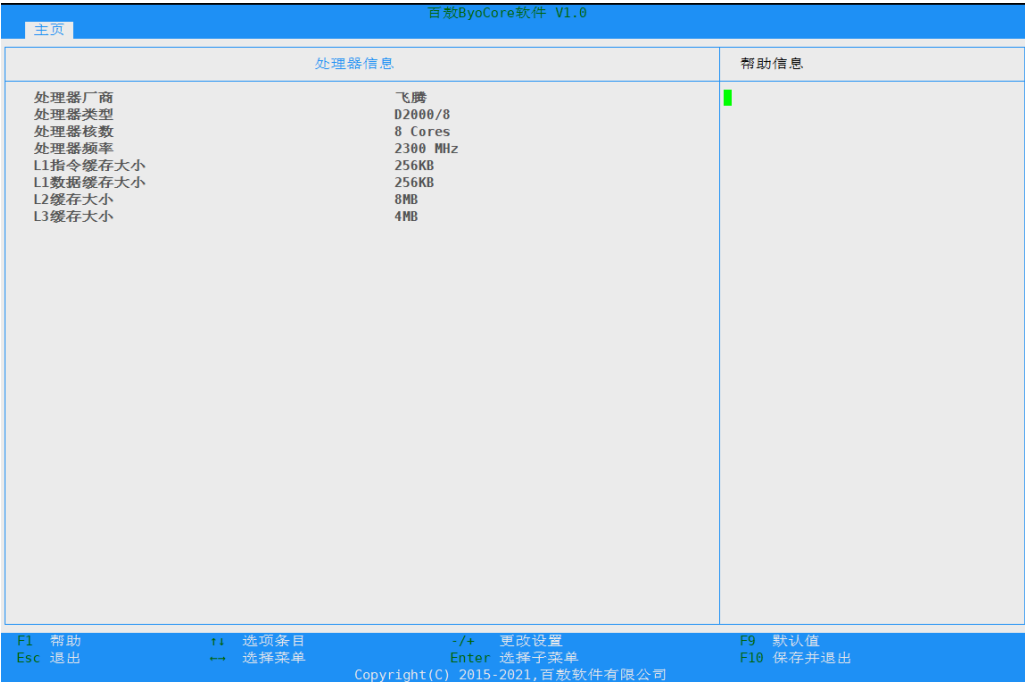 百敖ByoCore软件 V1.0
主页
处理器信息 帮助信息
处理器厂商 飞腾
处理器类型 D2000/8
处理器核数 8 Cores
处理器频率 2300 MHz
L1指令缓存大小 256KB
L1数据缓存大小 256KB
L2缓存大小 8MB
L3缓存大小 4MB
F1 帮助 ↑↓ 选项条目 -/+ 更改设置 F9 默认值
Esc 退出 ←→ 选择菜单 Enter 选择子菜单 F10 保存并退出
Copyright(C) 2015-2021,百敖软件有限公司